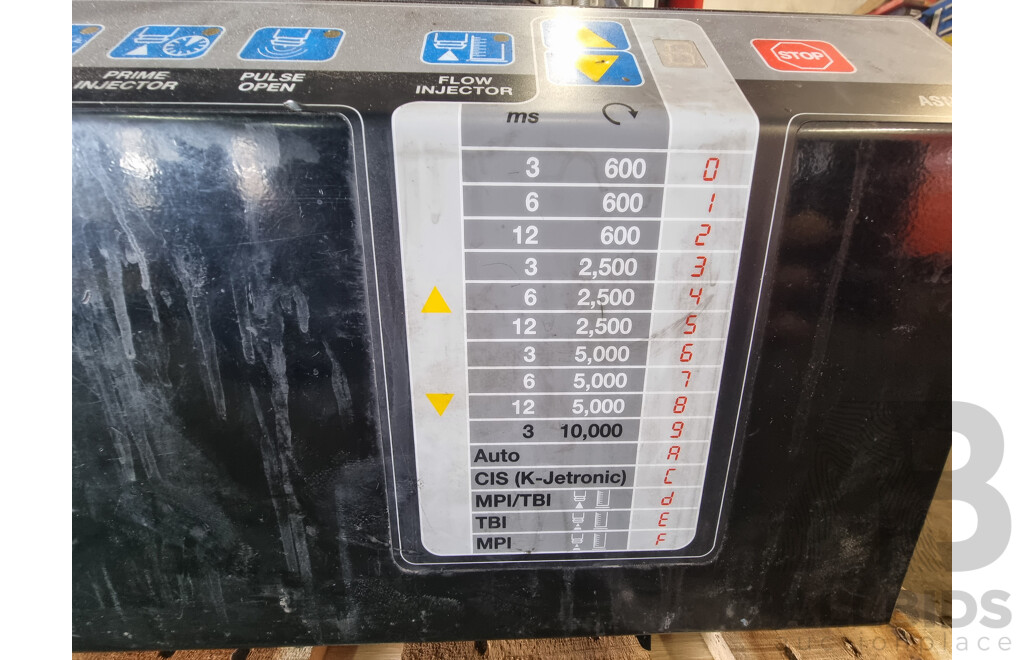 PRIME
INJECTOR
PULSE
OPEN
FLOW
INJECTOR
STOP
ms
3 600 0
6 600 1
12 600 2
3 2,500 3
6 2,500 4
12 2,500 5
3 5,000 6
6 5,000 7
12 5,000 8
3 10,000 9
Auto A
CIS (K-Jetronic) C
MPI/TBI d
TBI E
MPI F